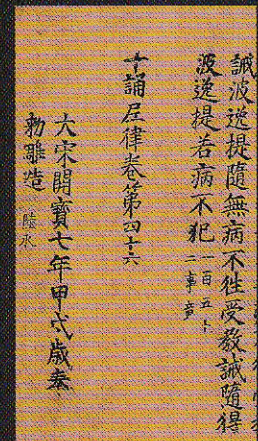 誡波逸提隨無病不往受教誡隨得
波逸提若病不犯一百五十
二事竟
十誦尼律卷第四十六
大宋開寶七年甲戌歲奉
勅雕造 陸永